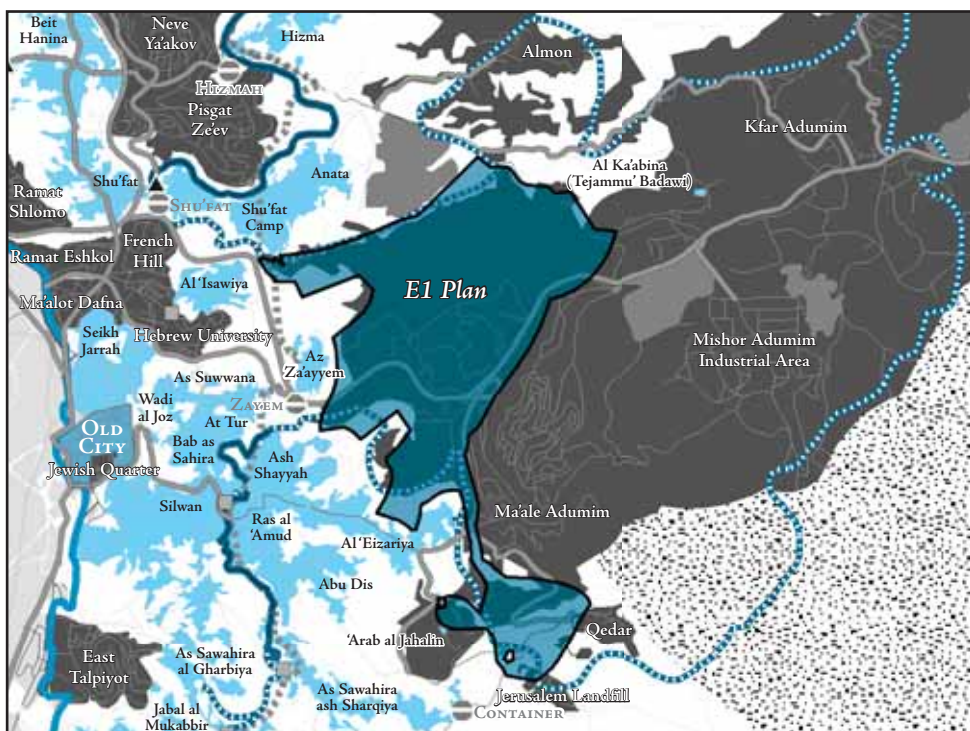 Beit
Hanina
Neve
Ya'akov
Hizma
Almon
HIZMAH
Pisgat
Ze'ev
Kfar Adumim
Al Ka'abina
(Tejammu' Badawi)
Anata
Shu'fat
Ramat
Shlomo
SHU'FAT
Shu'fat
Camp
French
Hill
Ramat Eshkol
Al 'Isawiya
E1 Plan
Ma'alot Dafna
Hebrew University
Seikh
Jarrah
Az
Za'ayyem
Mishor Adumim
Industrial Area
As Suwwana
Wadi
al Joz
ZAYEM
At Tur
OLD
CITY
Bab as
Sahira
Ash
Shayyah
Jewish Quarter
Silwan
Ras al
'Amud
Ma'ale Adumim
Al 'Eizariya
Abu Dis
'Arab al Jahalin
Qedar
East
Talpiyot
As Sawahira
al Gharbiya
As Sawahira
ash Sharqiya
Jerusalem Landfill
CONTAINER
Jabal al
Mukabbir